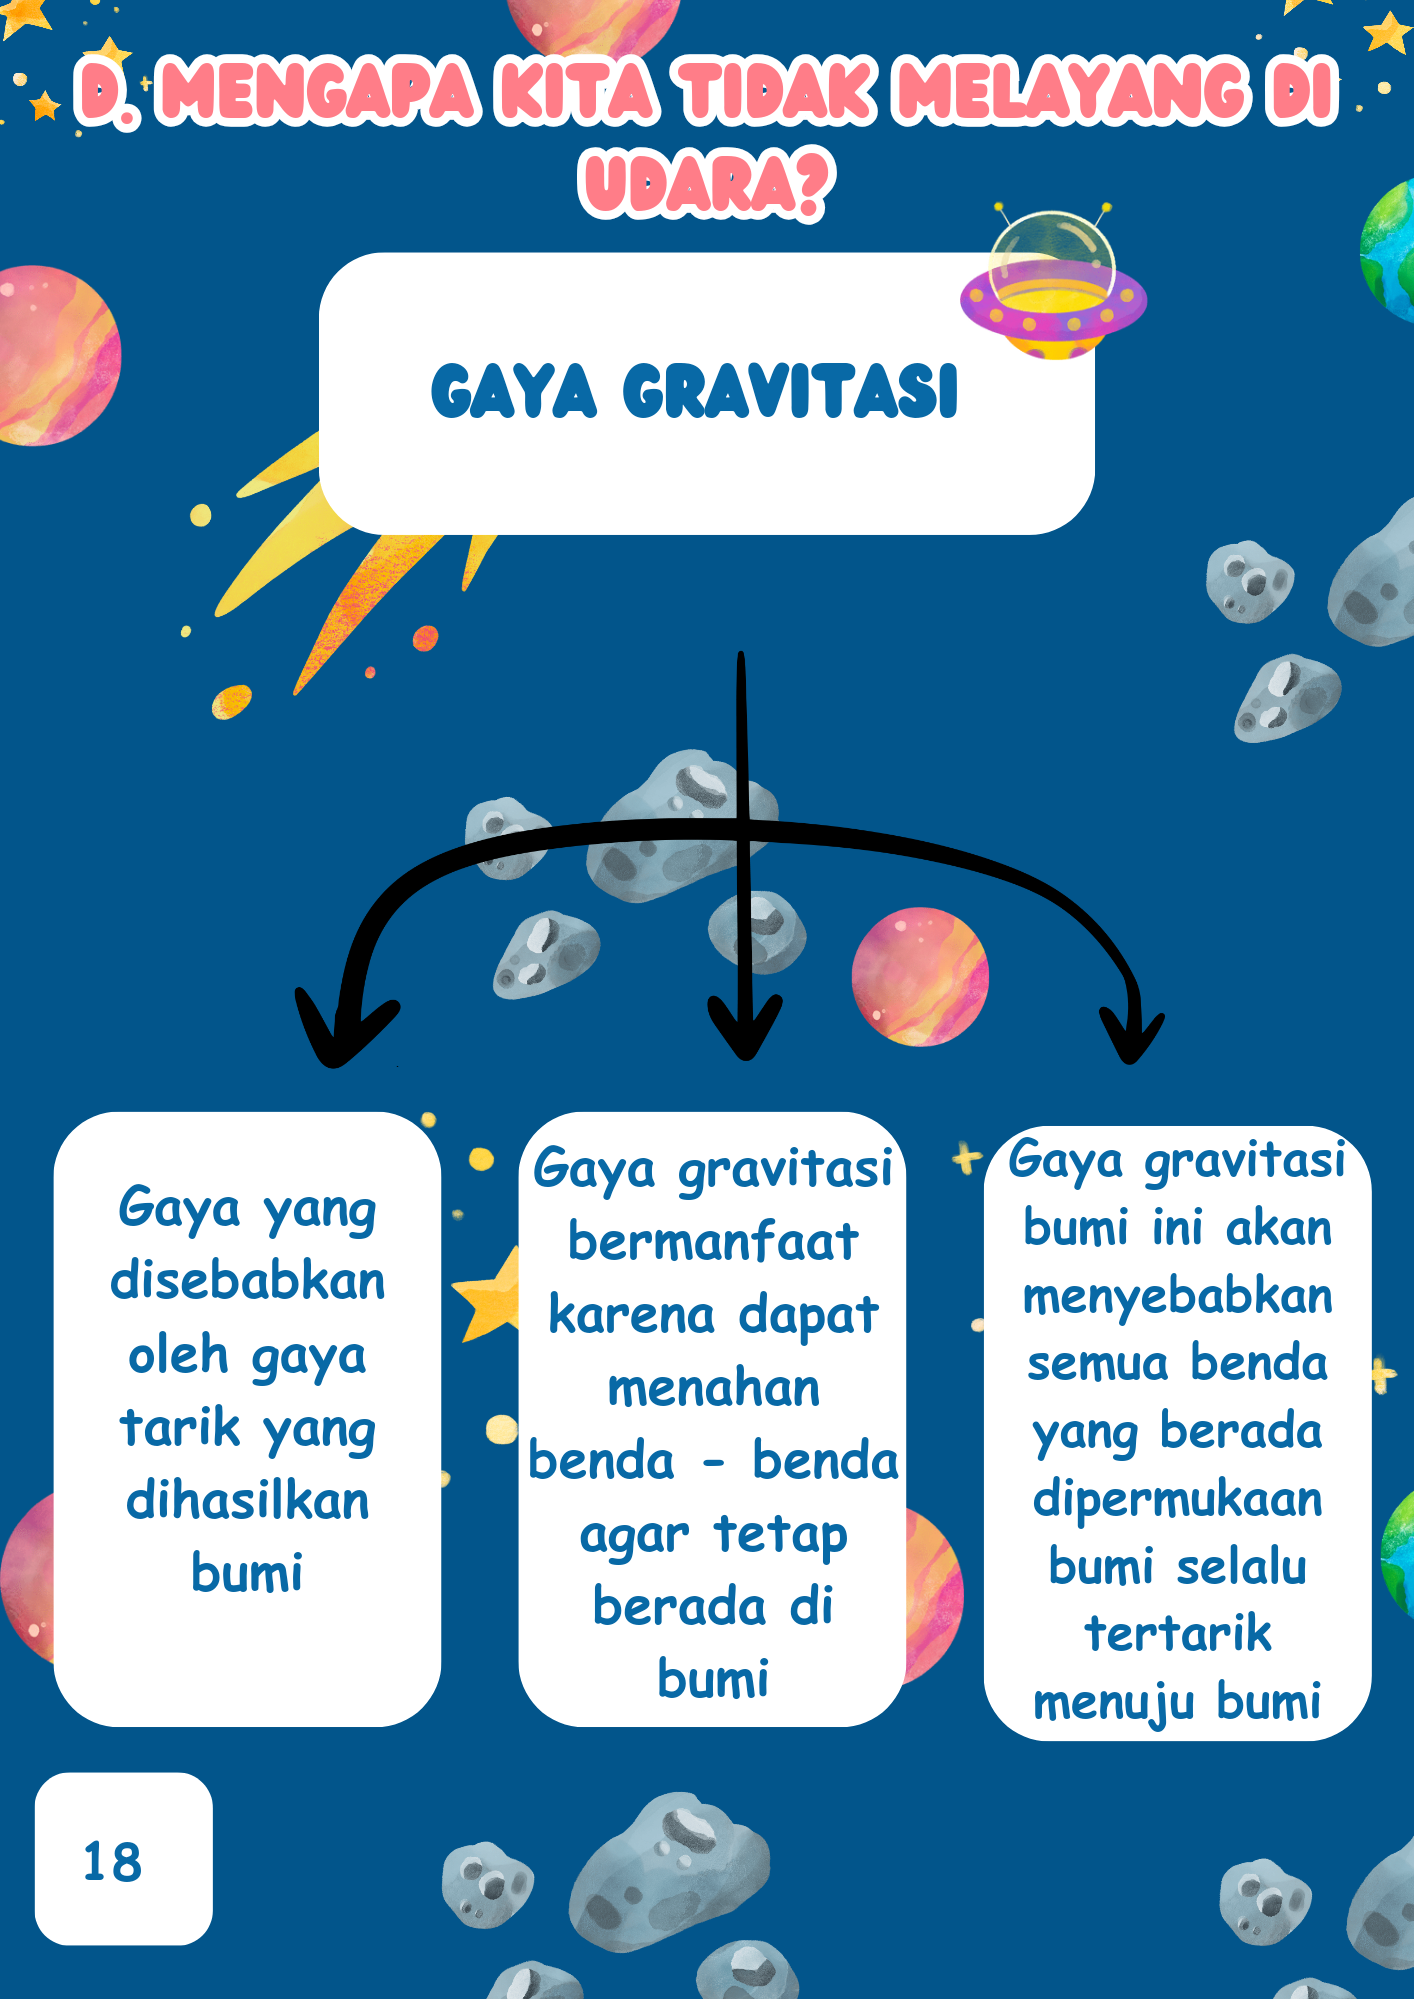 D. MENGAPA KITA TIDAK MELAYANG DI
UDARA?
GAYA GRAVITASI
Gaya yang
disebabkan
oleh gaya
tarik yang
dihasilkan
bumi
Gaya gravitasi
bermanfaat
karena dapat
menahan
benda - benda
agar tetap
berada di
bumi
Gaya gravitasi
bumi ini akan
menyebabkan
semua benda
yang berada
dipermukaan
bumi selalu
tertarik
menuju bumi
18